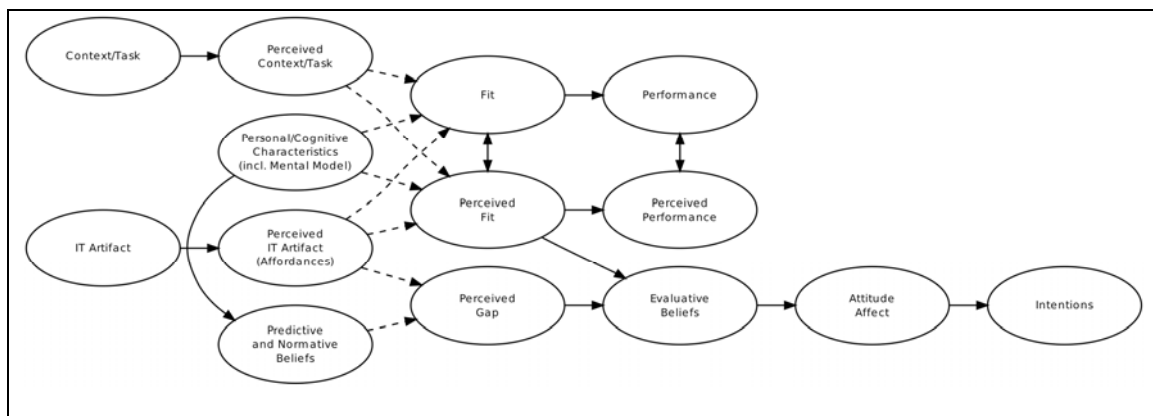 Context/Task
Perceived
Context/Task
Fit
Performance
Personal/Cognitive
Characteristics
(incl. Mental Model)
Perceived
Fit
Perceived
Performance
IT Artifact
Perceived
IT Artifact
(Affordances)
Perceived
Gap
Evaluative
Beliefs
Attitude
Affect
Intentions
Predictive
and Normative
Beliefs